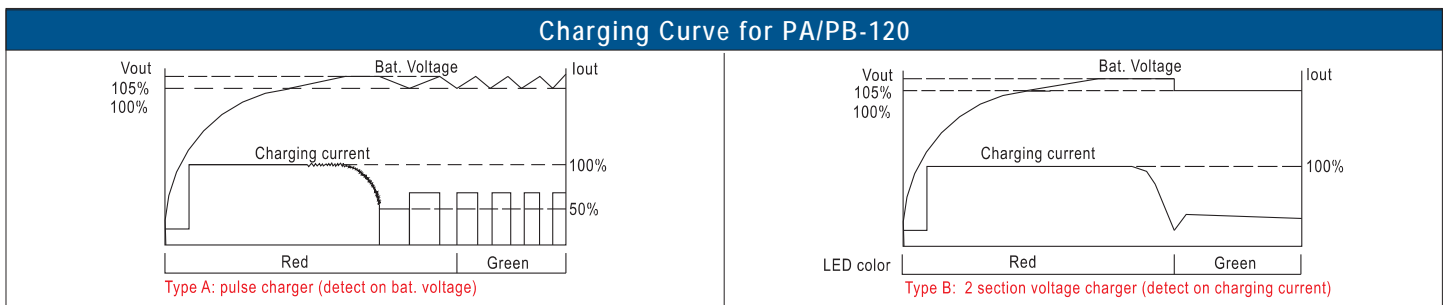 Charging Curve for PA/PB-120
Vout
105%
100%
Bat. Voltage
Iout
Charging current
100%
50%
Red
Green
Type A: pulse charger (detect on bat. voltage)
Vout
105%
100%
Bat. Voltage
Iout
Charging current
100%
LED color
Red
Green
Type B: 2 section voltage charger (detect on charging current)